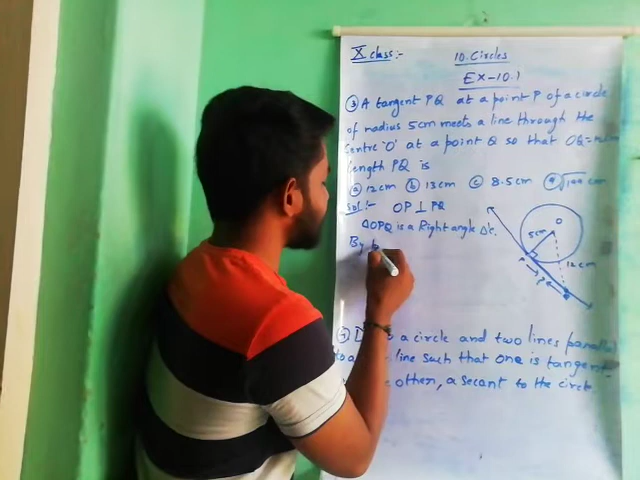 X class:-
10. Circles
Ex-10.1
③ A tangent PQ at a point P of a circle
of radius 5cm meets a line through the
centre 'O' at a point Q so that OQ=
length PQ is
ⓐ 12cm ⓑ 13cm ⓒ 8.5cm ⓓ √
Sol:- OP ⊥ PQ
∆OPQ is a Right angle ∆le.
By
O
5cm
12cm
a circle and two lines parallel
line such that one is tangent
other, a secant to the circle